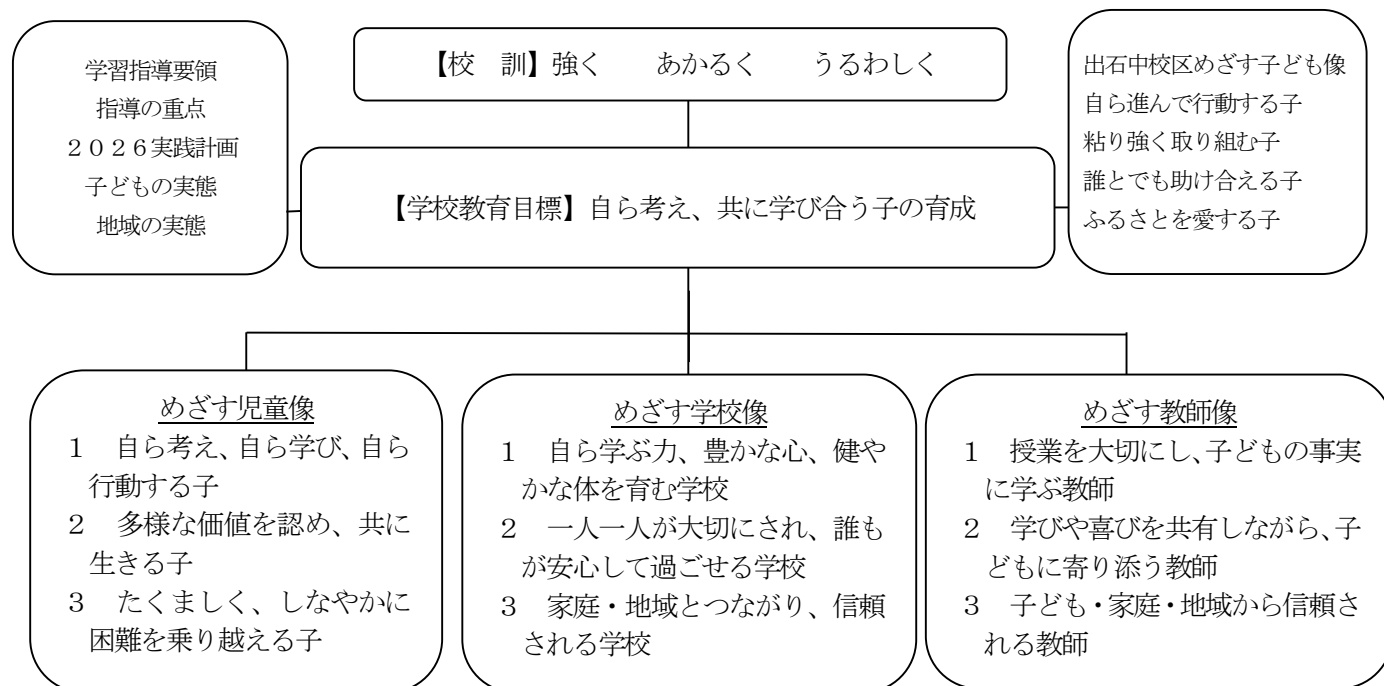 学習指導要領
指導の重点
２０２６実践計画
子どもの実態
地域の実態
【校　訓】強く　　あかるく　　うるわしく
出石中校区めざす子ども像
自ら進んで行動する子
粘り強く取り組む子
誰とでも助け合える子
ふるさとを愛する子
【学校教育目標】自ら考え、共に学び合う子の育成
めざす児童像
１　自ら考え、自ら学び、自ら
行動する子
２　多様な価値を認め、共に
生きる子
３　たくましく、しなやかに
困難を乗り越える子
めざす学校像
１　自ら学ぶ力、豊かな心、健や
かな体を育む学校
２　一人一人が大切にされ、誰も
が安心して過ごせる学校
３　家庭・地域とつながり、信頼
される学校
めざす教師像
１　授業を大切にし、子どもの事実
に学ぶ教師
２　学びや喜びを共有しながら、子
どもに寄り添う教師
３　子ども・家庭・地域から信頼さ
れる教師